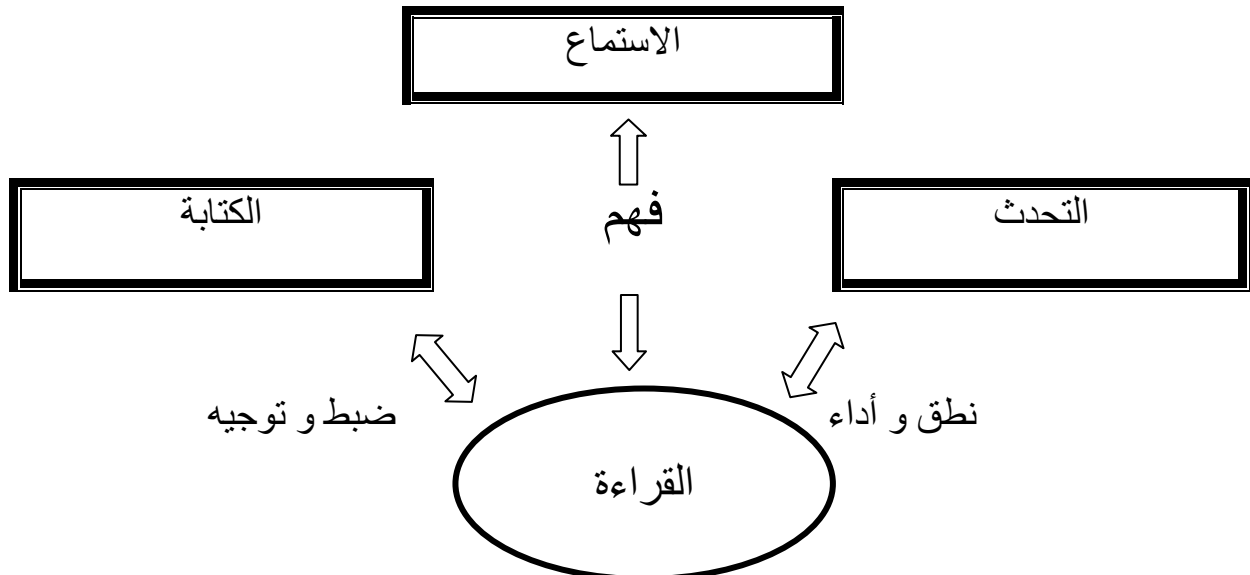 الاستماع
التحدث
الكتابة
فهم
نطق و أداء
ضبط و توجيه
القراءة